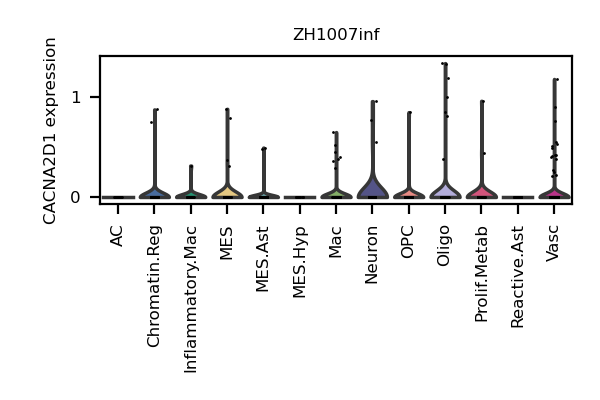 ZH1007inf
CACNA2D1 expression
1
0
AC
Chromatin.Reg
Inflammatory.Mac
MES
MES.Ast
MES.Hyp
Mac
Neuron
OPC
Oligo
Prolif.Metab
Reactive.Ast
Vasc